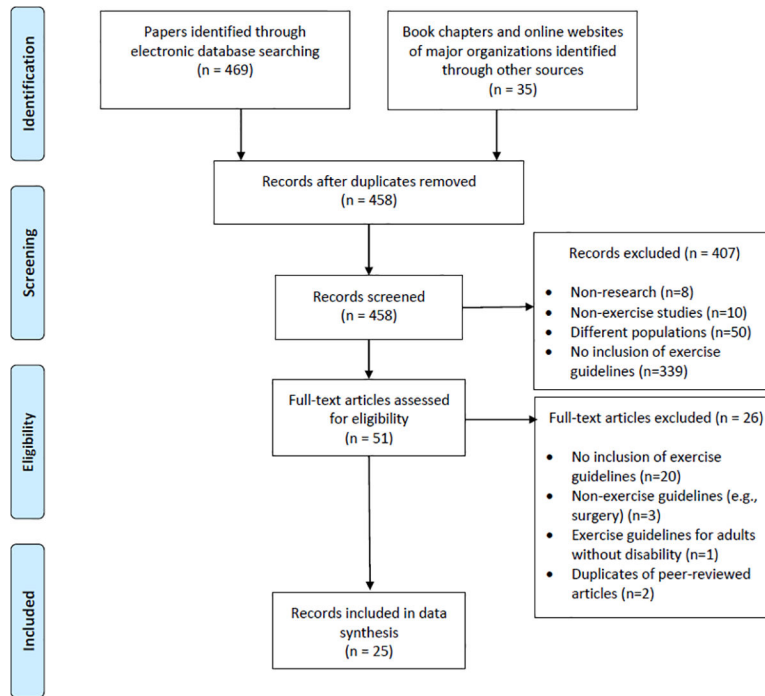 Identification
Papers identified through
electronic database searching
(n = 469)
Book chapters and online websites
of major organizations identified
through other sources
(n = 35)
Records after duplicates removed
(n = 458)
Screening
Records screened
(n = 458)
Records excluded (n = 407)
• Non-research (n=8)
• Non-exercise studies (n=10)
• Different populations (n=50)
• No inclusion of exercise
guidelines (n=339)
Eligibility
Full-text articles assessed
for eligibility
(n = 51)
Full-text articles excluded (n = 26)
• No inclusion of exercise
guidelines (n=20)
• Non-exercise guidelines (e.g.,
surgery) (n=3)
• Exercise guidelines for adults
without disability (n=1)
• Duplicates of peer-reviewed
articles (n=2)
Included
Records included in data
synthesis
(n = 25)